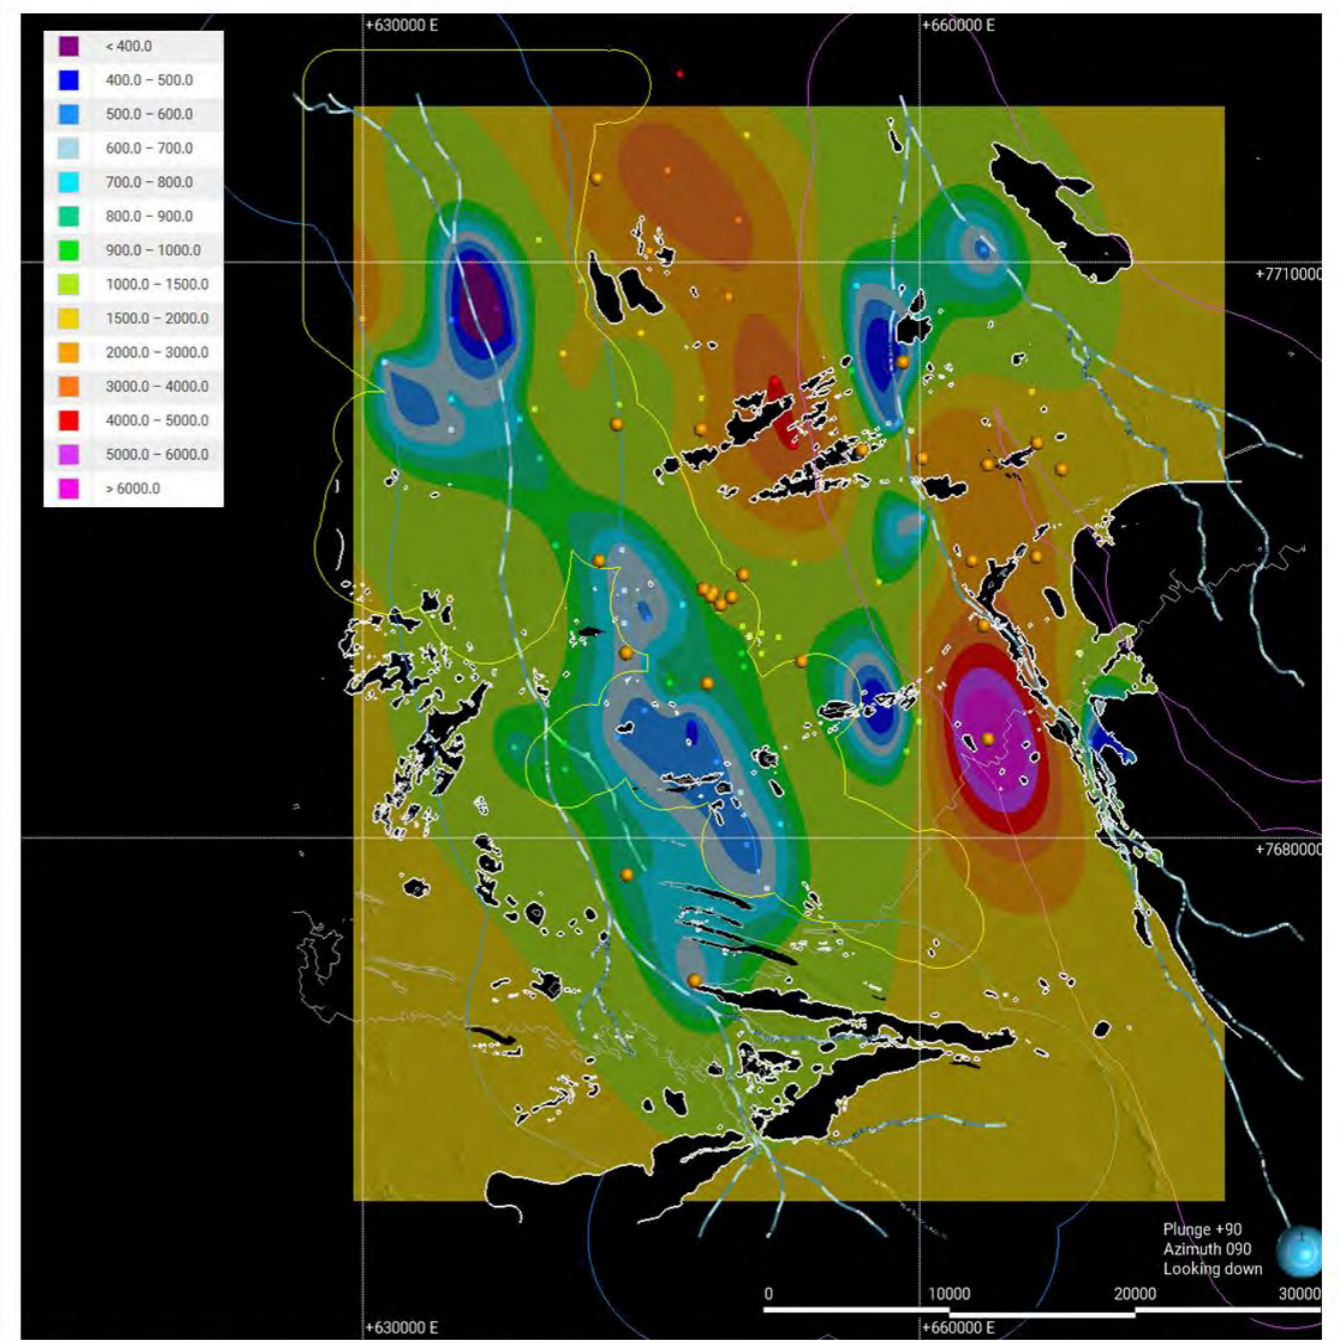 +630000 E
+660000 E
< 400.0
400.0 – 500.0
500.0 – 600.0
600.0 – 700.0
700.0 – 800.0
800.0 – 900.0
900.0 – 1000.0
1000.0 – 1500.0
1500.0 – 2000.0
2000.0 – 3000.0
3000.0 – 4000.0
4000.0 – 5000.0
5000.0 – 6000.0
> 6000.0
+7710000
+7680000
Plunge +90
Azimuth 090
Looking down
0 10000 20000 30000
+630000 E
+660000 E